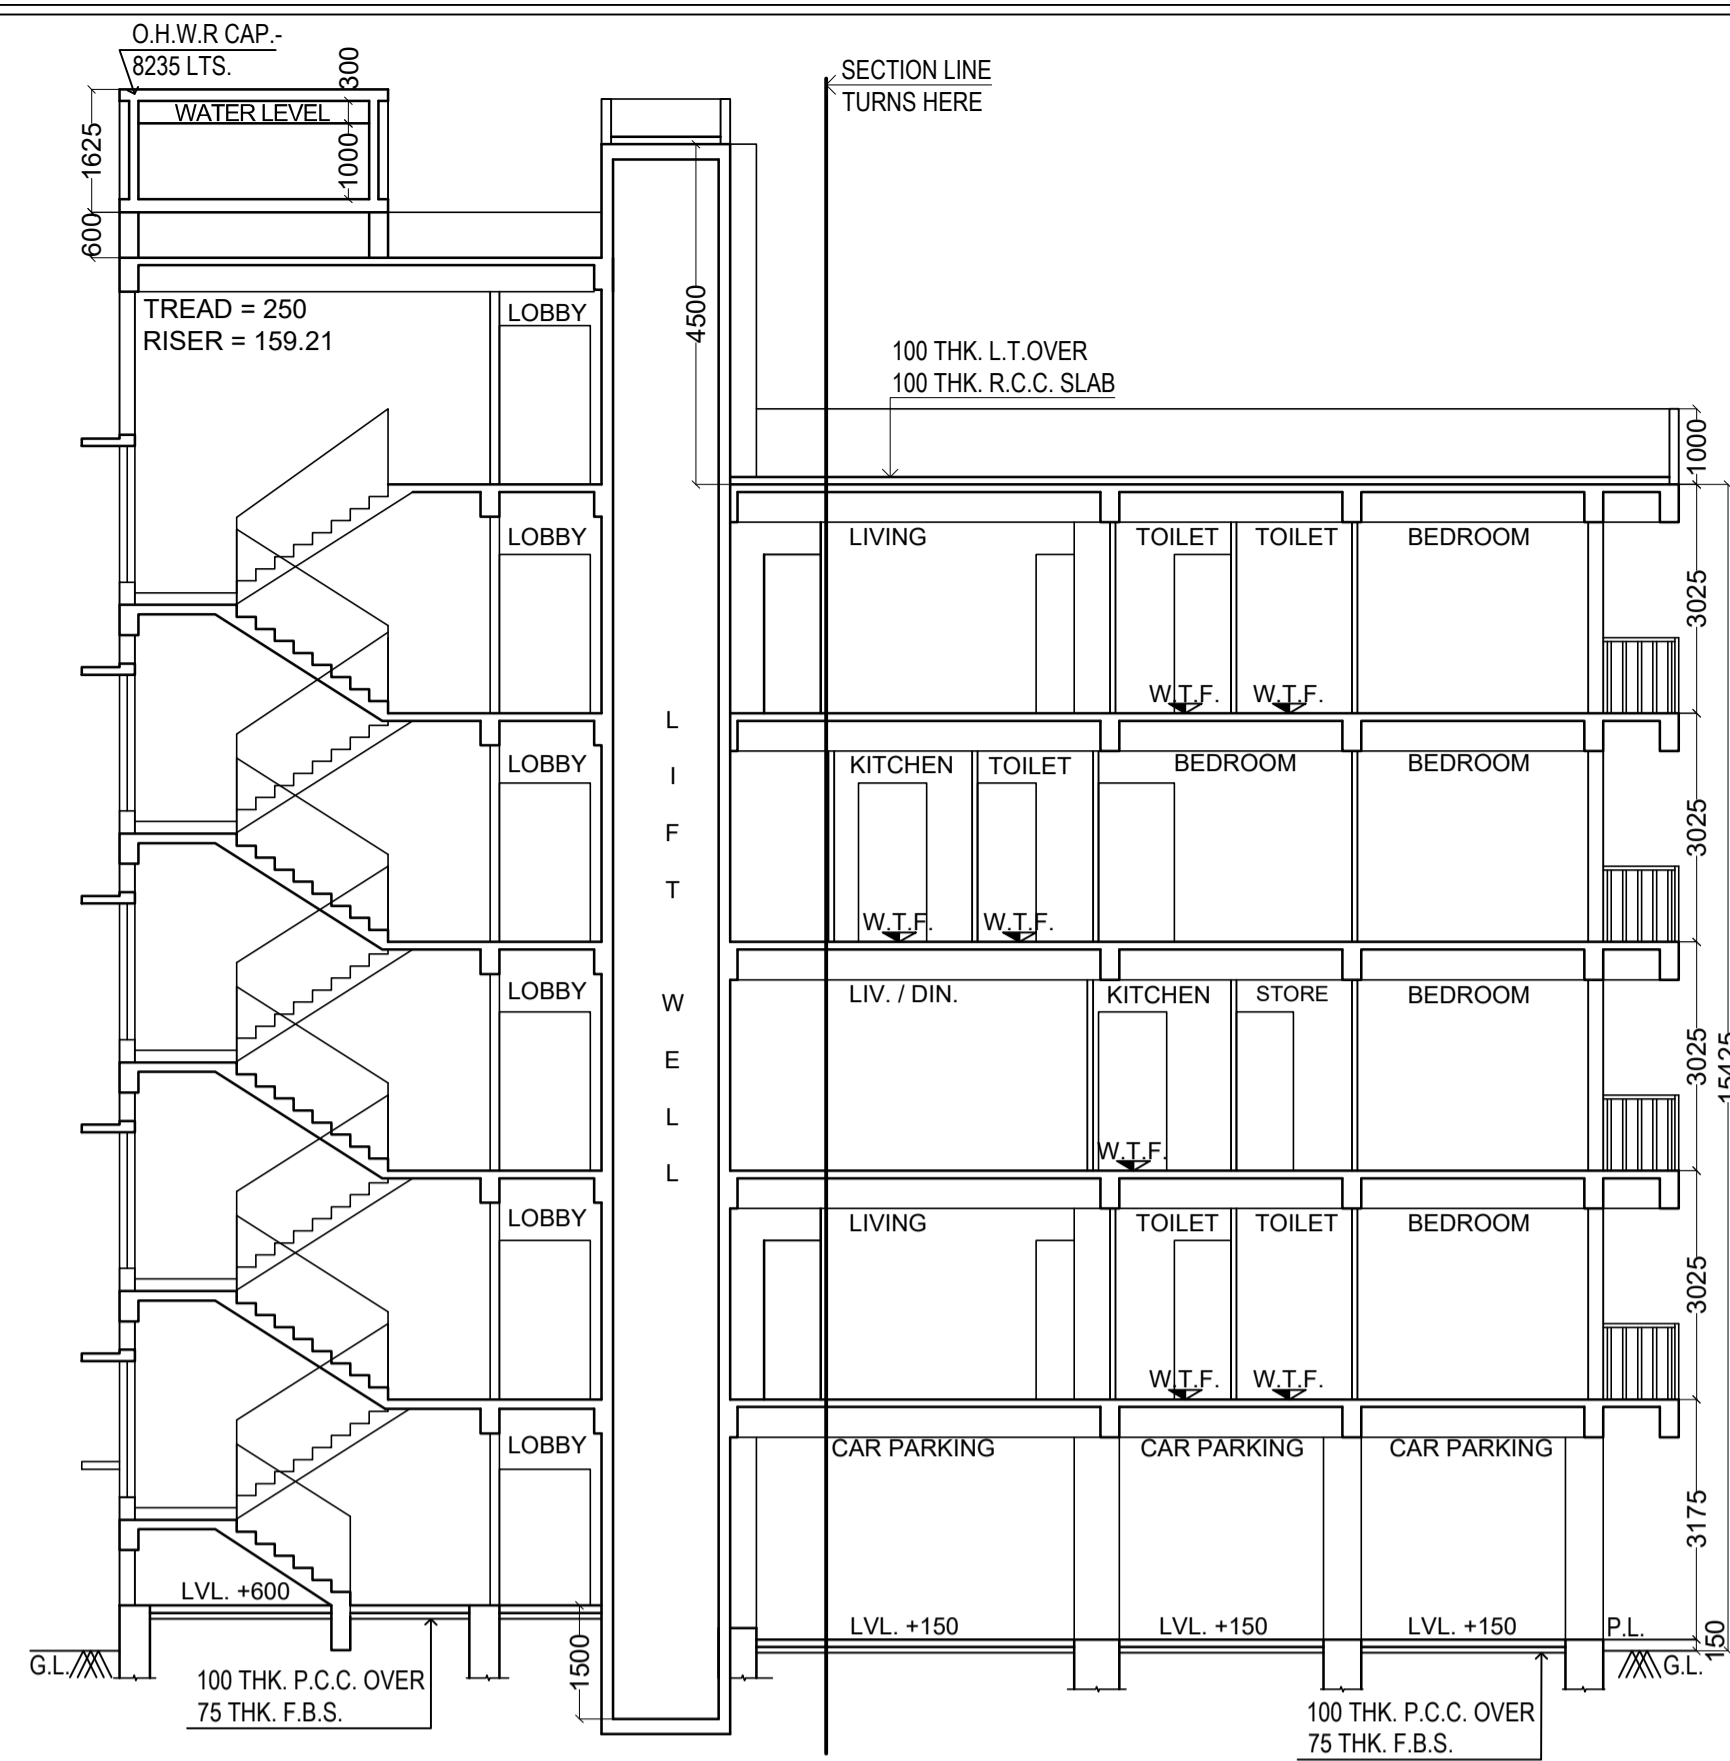 O.H.W.R CAP.-
8235 LTS.
300
SECTION LINE
TURNS HERE
WATER LEVEL
1625
1000
600
TREAD = 250
RISER = 159.21
LOBBY
4500
100 THK. L.T.OVER
100 THK. R.C.C. SLAB
1000
LOBBY
LIVING
TOILET
TOILET
BEDROOM
3025
W.T.F.
W.T.F.
LIFT WELL
LOBBY
KITCHEN
TOILET
BEDROOM
BEDROOM
3025
W.T.F.
W.T.F.
LOBBY
LIV. / DIN.
KITCHEN
STORE
BEDROOM
3025
15425
W.T.F.
LOBBY
LIVING
TOILET
TOILET
BEDROOM
3025
W.T.F.
W.T.F.
LOBBY
CAR PARKING
CAR PARKING
CAR PARKING
3175
LVL. +600
LVL. +150
LVL. +150
LVL. +150
P.L.
150
G.L.
G.L.
1500
100 THK. P.C.C. OVER
75 THK. F.B.S.
100 THK. P.C.C. OVER
75 THK. F.B.S.